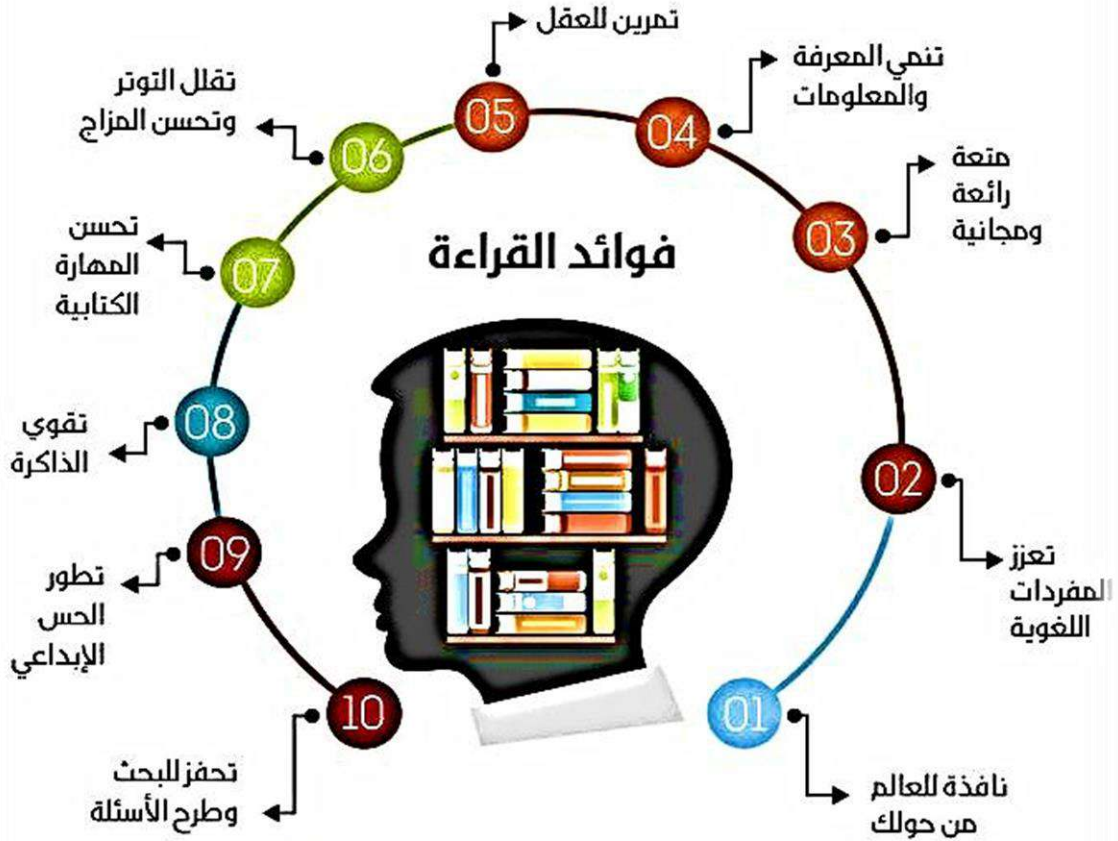 فوائد القراءة
01
نافذة للعالم
من حولك
02
تعزز
المفردات
اللغوية
03
متعة
رائعة
ومجانية
04
تنمي المعرفة
والمعلومات
05
تمرين للعقل
06
تقلل التوتر
وتحسن المزاج
07
تحسن
المهارة
الكتابية
08
تقوي
الذاكرة
09
تطور
الحس
الإبداعي
10
تحفز للبحث
وطرح الأسئلة